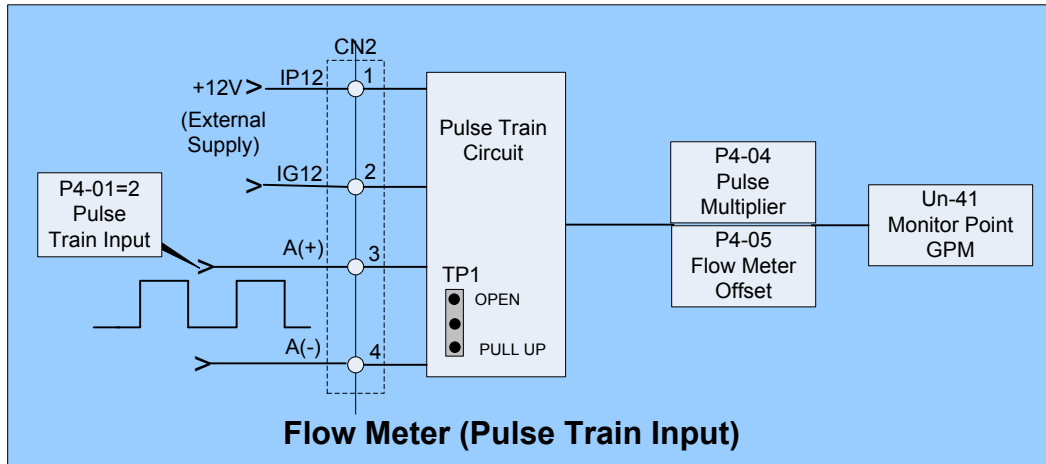 CN2
+12V
IP12
1
(External
Supply)
IG12
2
P4-01=2
Pulse
Train Input
A(+)
3
A(-)
4
Pulse Train
Circuit
TP1
OPEN
PULL UP
P4-04
Pulse
Multiplier
P4-05
Flow Meter
Offset
Un-41
Monitor Point
GPM
Flow Meter (Pulse Train Input)